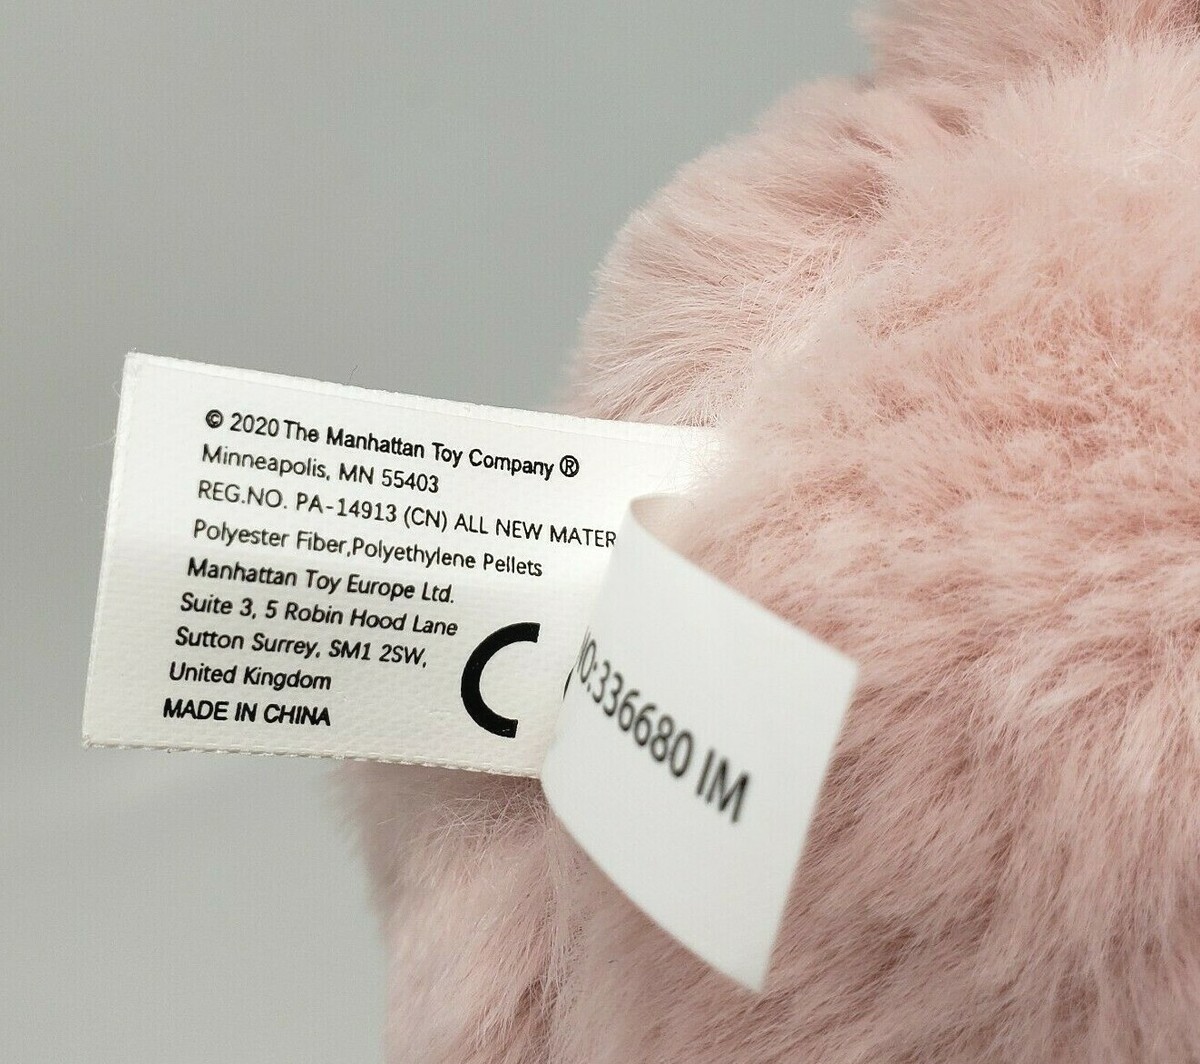 © 2020 The Manhattan Toy Company ®
Minneapolis, MN 55403
REG.NO. PA-14913 (CN) ALL NEW MATER
Polyester Fiber,Polyethylene Pellets
Manhattan Toy Europe Ltd.
Suite 3, 5 Robin Hood Lane
Sutton Surrey, SM1 2SW,
United Kingdom
MADE IN CHINA
C
O:336680 IM